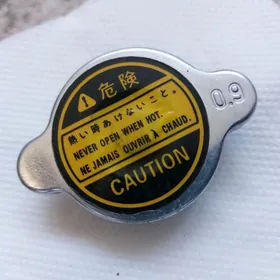 危険
熱い時あけないこと。
NEVER OPEN WHEN HOT.
NE JAMAIS OUVRIR À CHAUD.
CAUTION
0.9